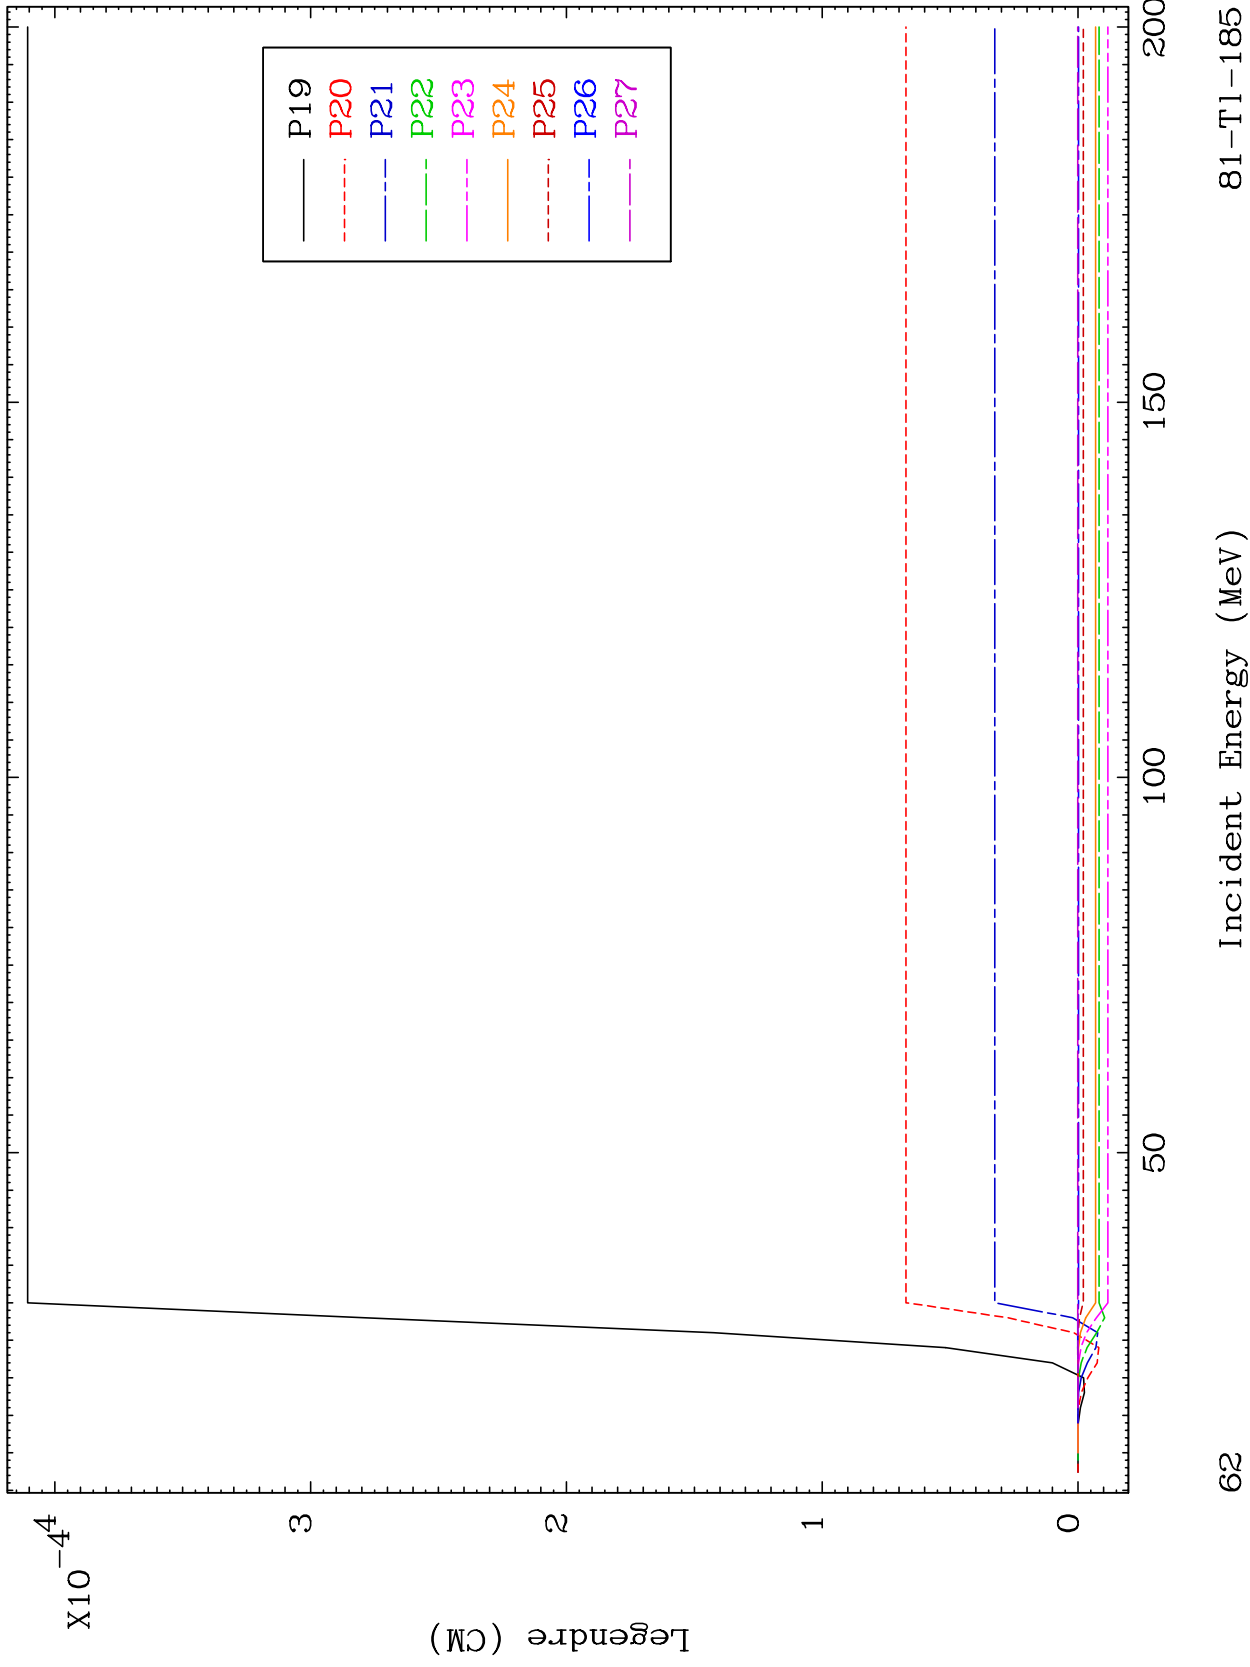 X10⁻⁴
4
3
2
1
0
Legendre (CM)
P19
P20
P21
P22
P23
P24
P25
P26
P27
50
100
150
200
Incident Energy (MeV)
62
81-Tl-185